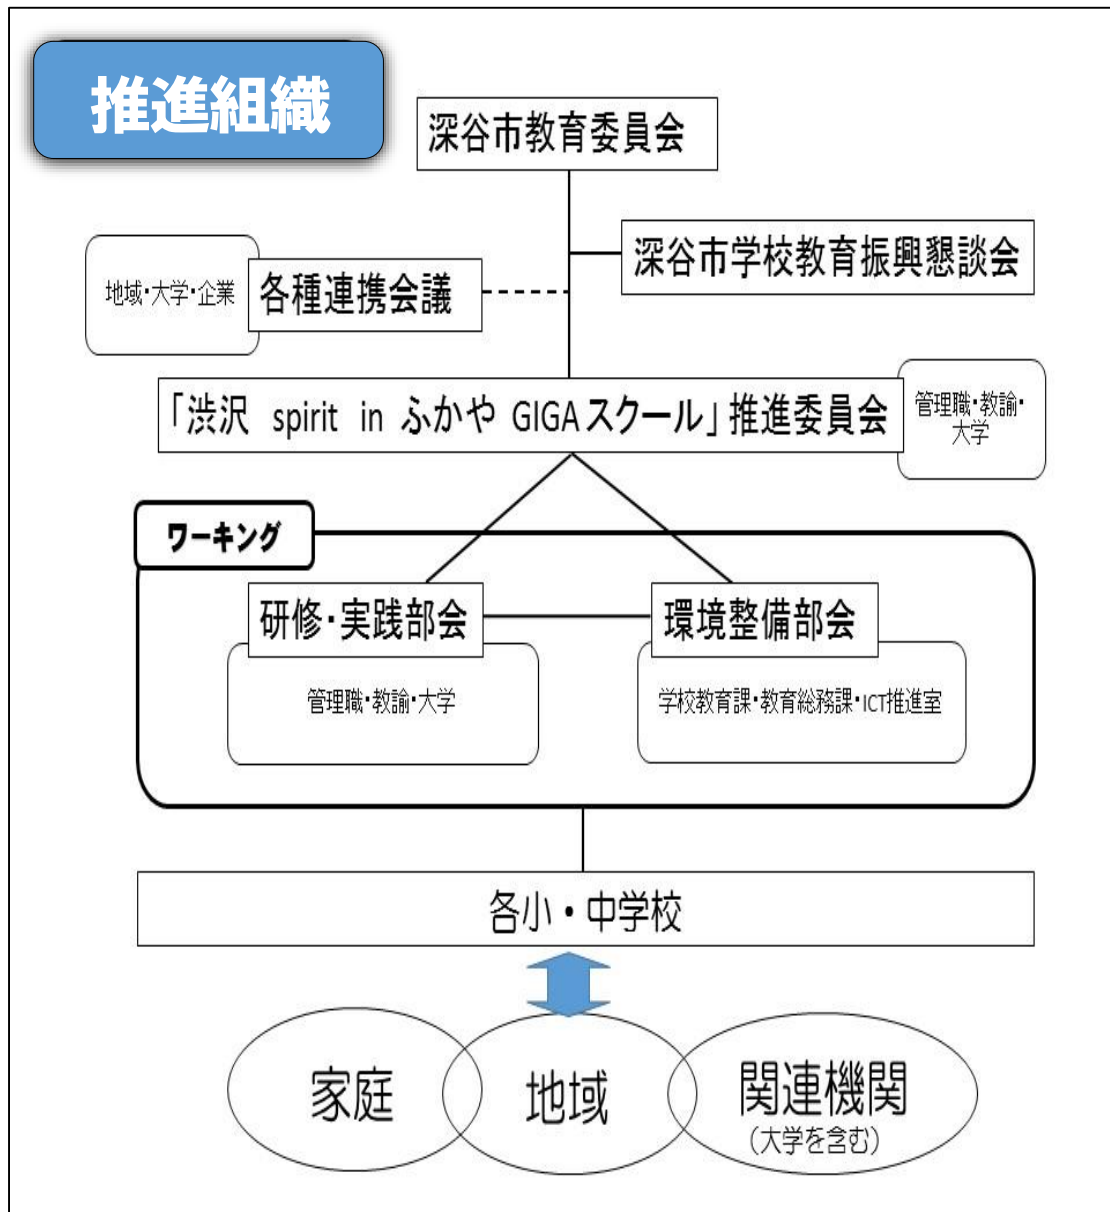 推進組織
深谷市教育委員会
深谷市学校教育振興懇談会
地域・大学・企業
各種連携会議
「渋沢 spirit in ふかや GIGAスクール」推進委員会
管理職・教諭・
大学
ワーキング
研修・実践部会
環境整備部会
管理職・教諭・大学
学校教育課・教育総務課・ICT推進室
各小・中学校
家庭
地域
関連機関
（大学を含む）